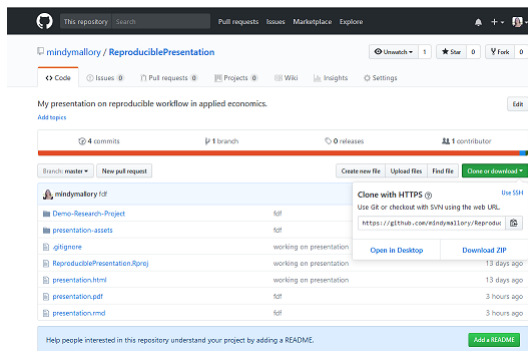 This repository Search Pull requests Issues Marketplace Explore
mindymallory / ReproduciblePresentation Unwatch 1 Star 0 Fork 0
Code Issues 0 Pull requests 0 Projects 0 Wiki Insights Settings
My presentation on reproducible workflow in applied economics. Edit
Add topics
4 commits 1 branch 0 releases 1 contributor
Branch: master New pull request Create new file Upload files Find file Clone or download
mindymallory fdf
Clone with HTTPS Use SSH
Use Git or checkout with SVN using the web URL.
https://github.com/mindymallory/Reproduc
Open in Desktop Download ZIP
Demo-Research-Project fdf
presentation-assets fdf
.gitignore working on presentation
ReproduciblePresentation.Rproj working on presentation 13 days ago
presentation.html working on presentation 13 days ago
presentation.pdf fdf 3 hours ago
presentation.rmd fdf 3 hours ago
Help people interested in this repository understand your project by adding a README. Add a README